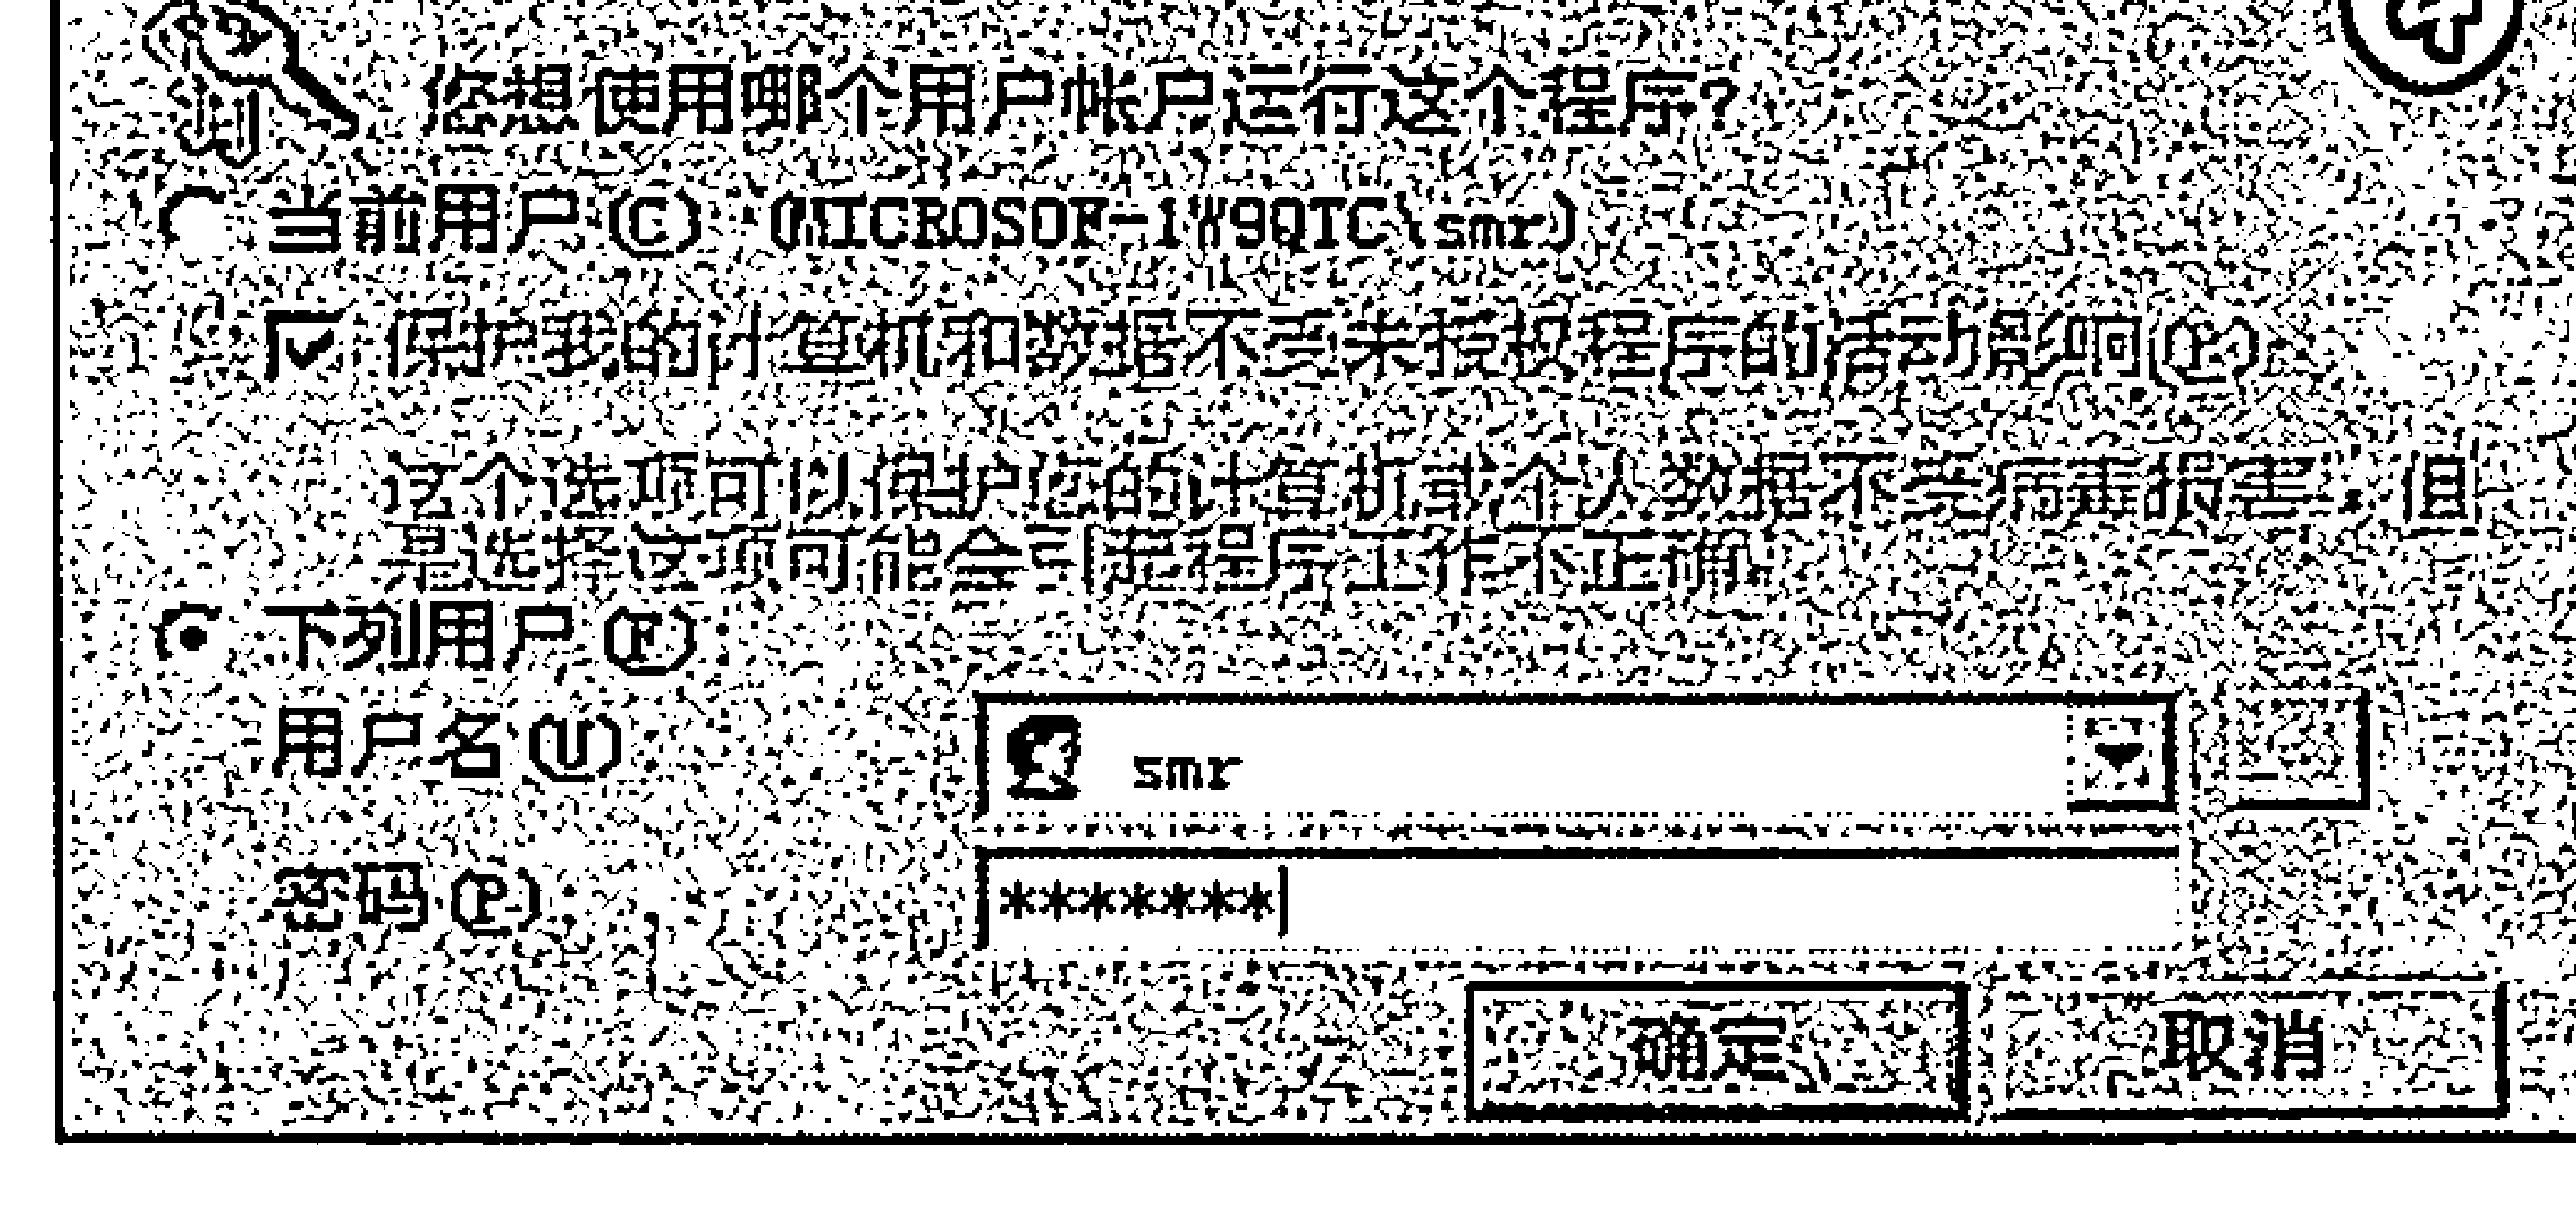 您想使用哪个用户帐户运行这个程序?
当前用户(C) (MICROSOF-1W9QTC\smr)
保护我的计算机和数据不受未授权程序的活动影响(P)
这个选项可以保护您的计算机或个人数据不受病毒损害。但
是选择这项可能会引起程序工作不正确。
下列用户(F):
用户名(U):
smr
密码(P):
*******
确定
取消